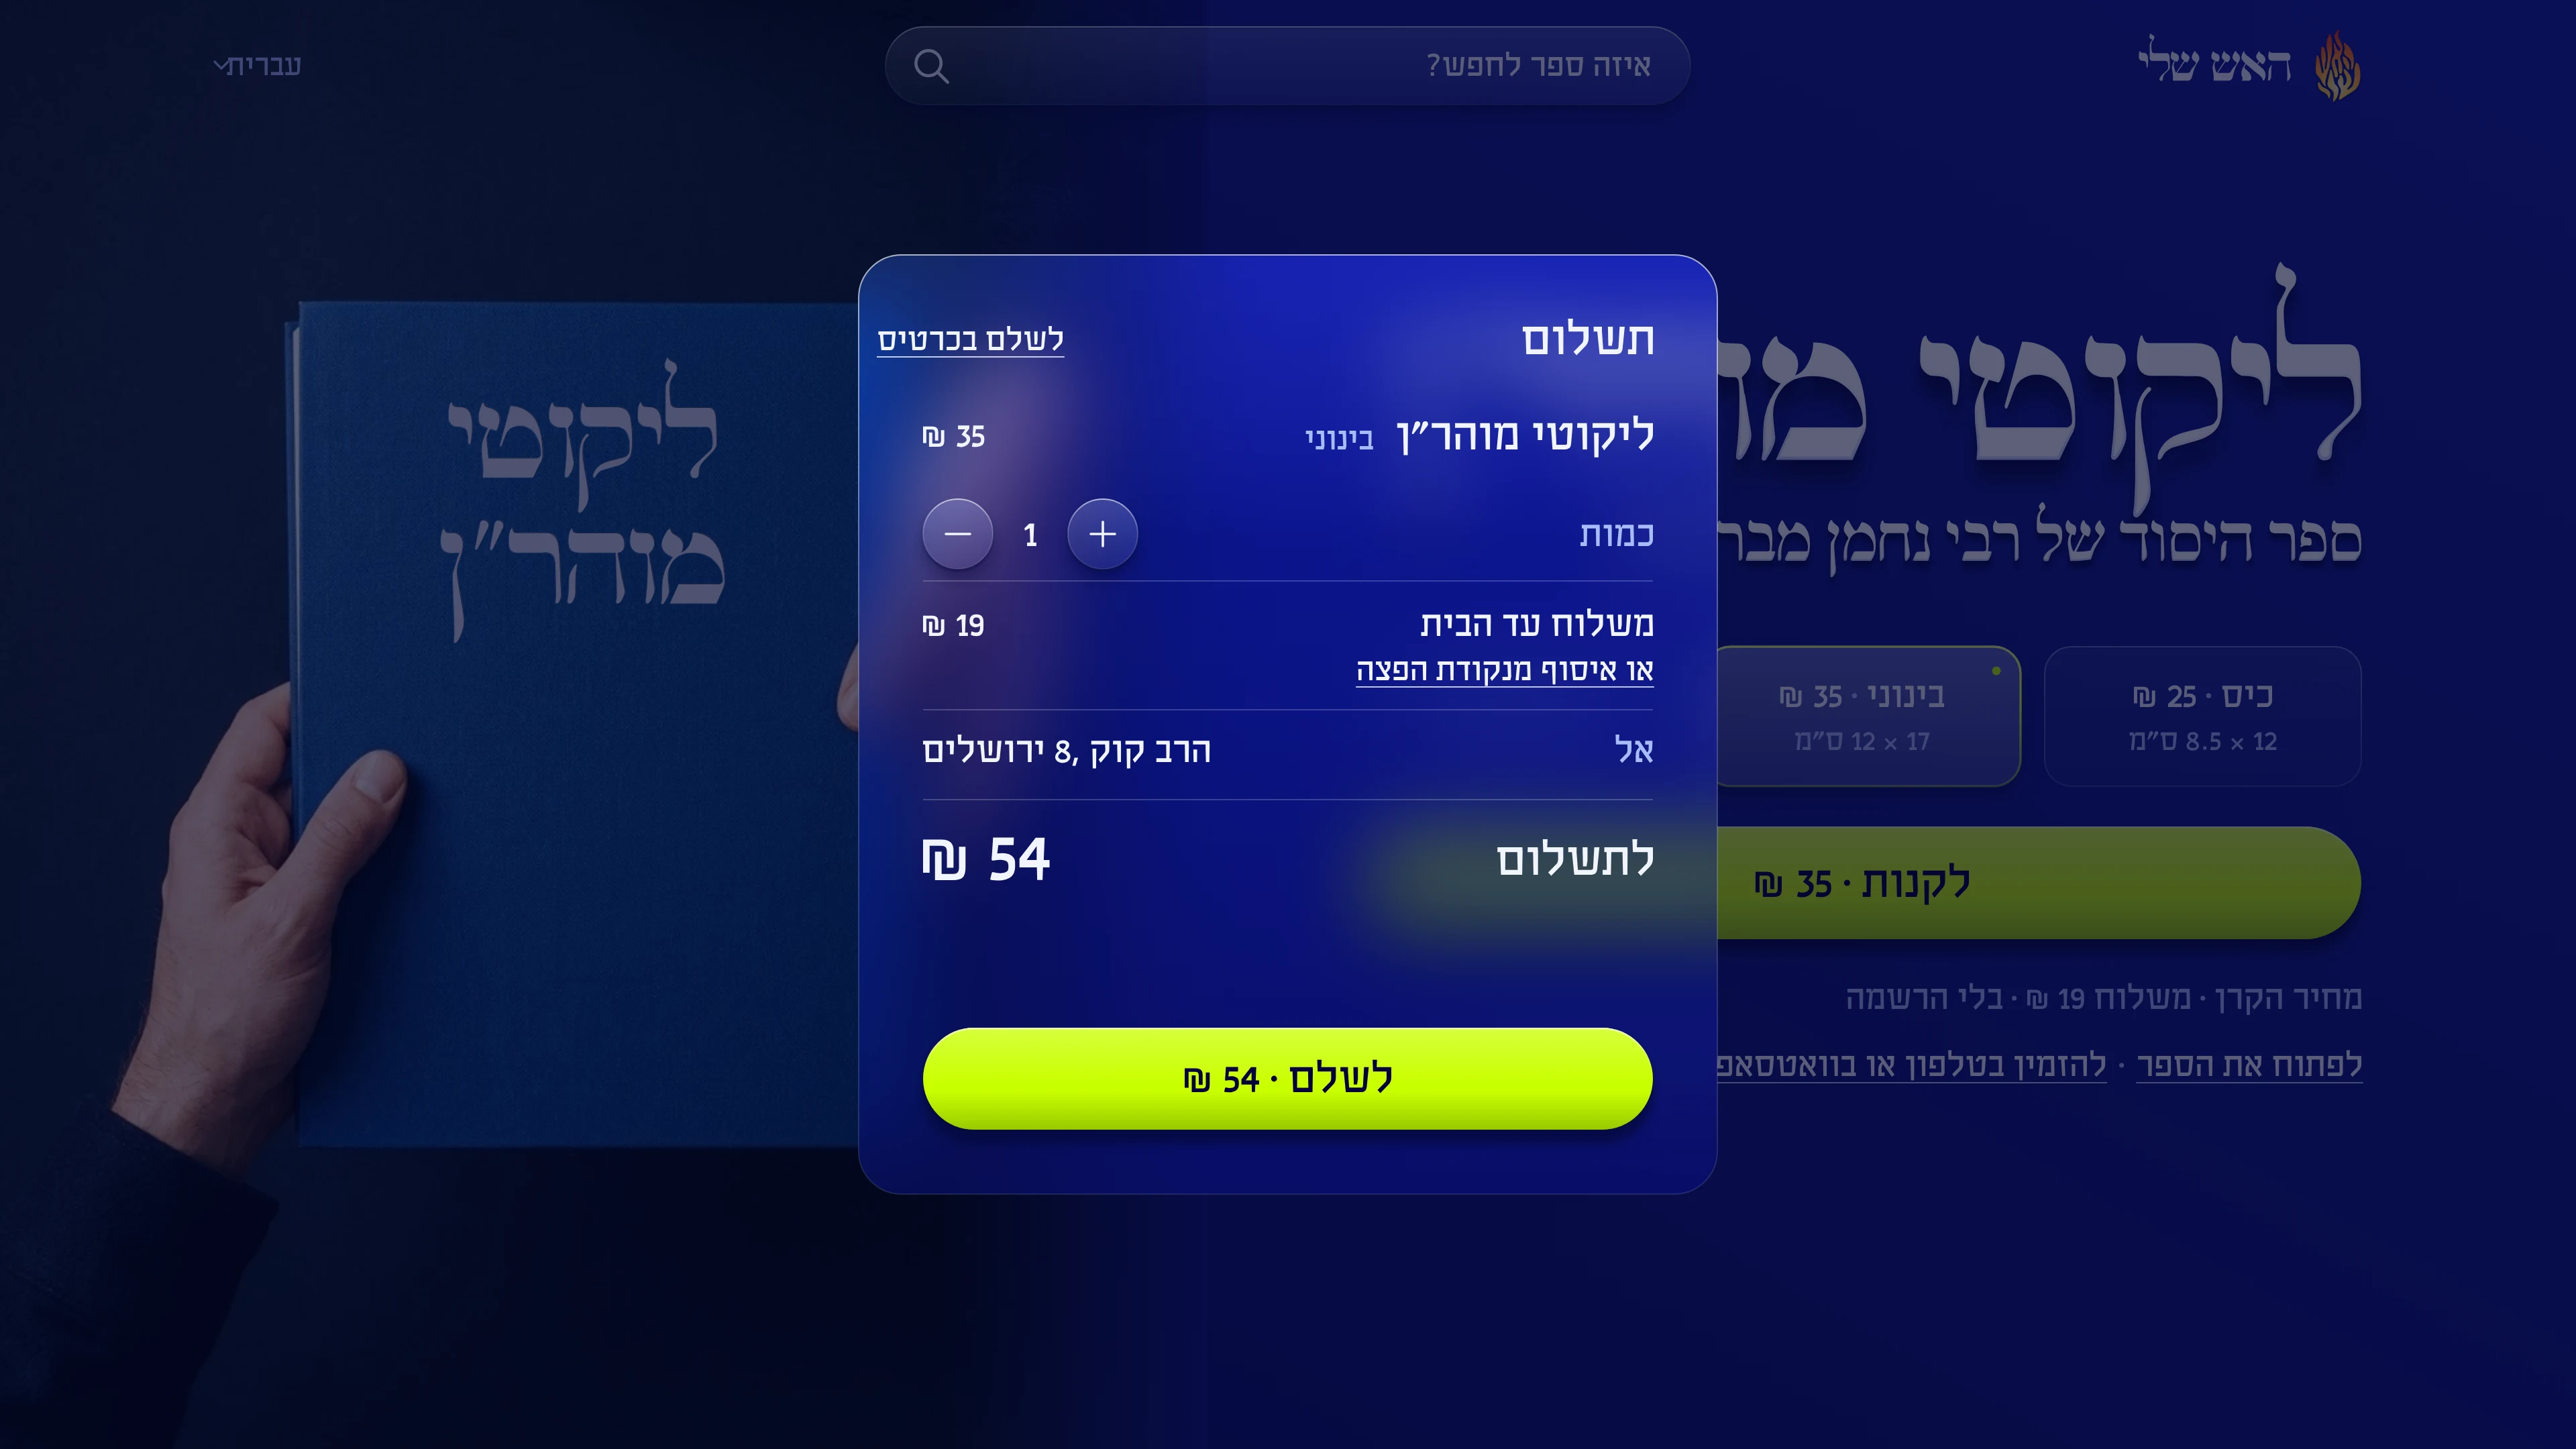 האש שלי
איזה ספר לחפש?
עברית
ליקוטי
ספר היסוד של רבי נחמן
כיס · 25 ₪
12 × 8.5 ס״מ
בינוני · 35 ₪
17 × 12 ס״מ
לקנות · 35 ₪
מחיר הקרן · משלוח 19 ₪ · בלי הרשמה
לפתוח את הספר · להזמין בטלפון או בוואטסאפ
תשלום
לשלם בכרטיס
ליקוטי מוהר״ן בינוני
35 ₪
כמות
+ 1 −
משלוח עד הבית
19 ₪
או איסוף מנקודת הפצה
אל
הרב קוק ,8 ירושלים
לתשלום
54 ₪
לשלם · 54 ₪
ליקוטי
מוהר״ן